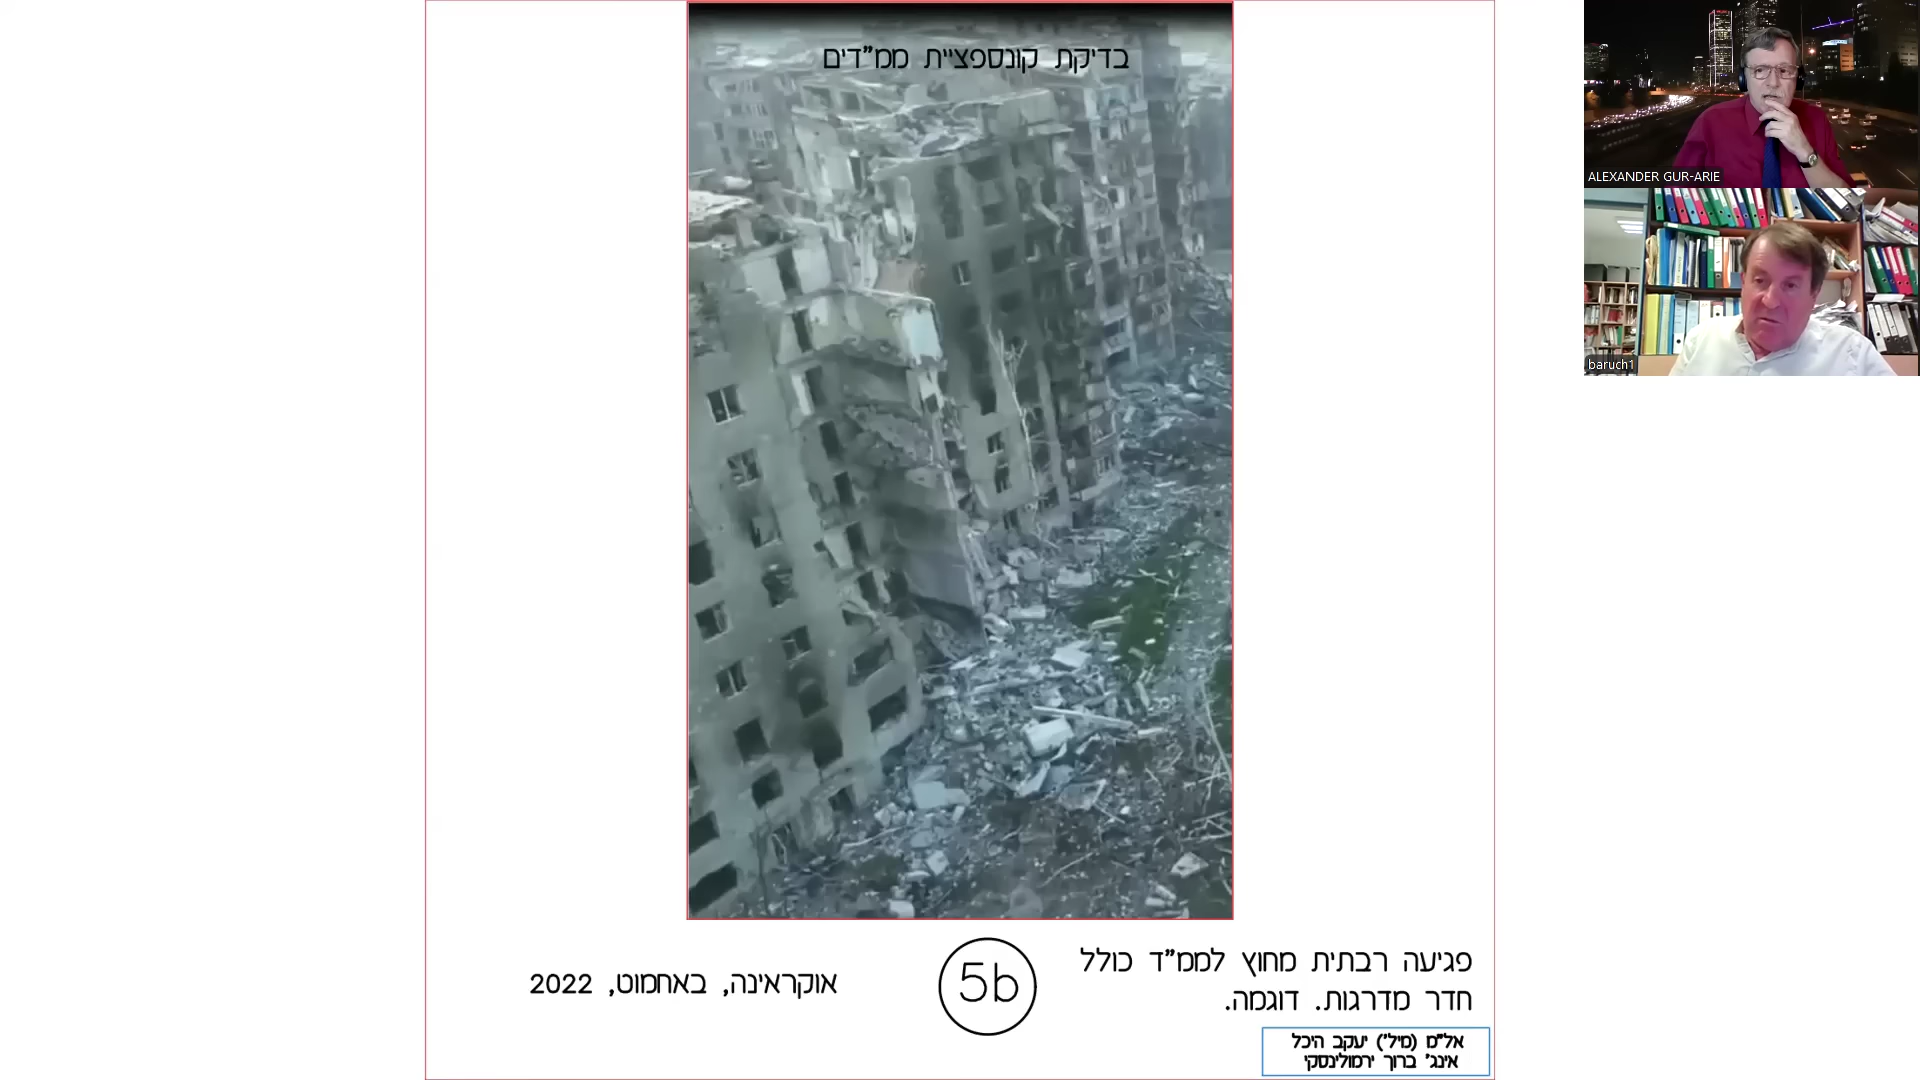 בדיקת קונספציית ממ"דים
ALEXANDER GUR-ARIE
baruch1
פגיעה רבתית מחוץ לממ"ד כולל
חדר מדרגות. דוגמה.
5b
אוקראינה, באחמוט, 2022
אל"מ (מיל') יעקב היכל
אינג' ברוך ירמולינסקי